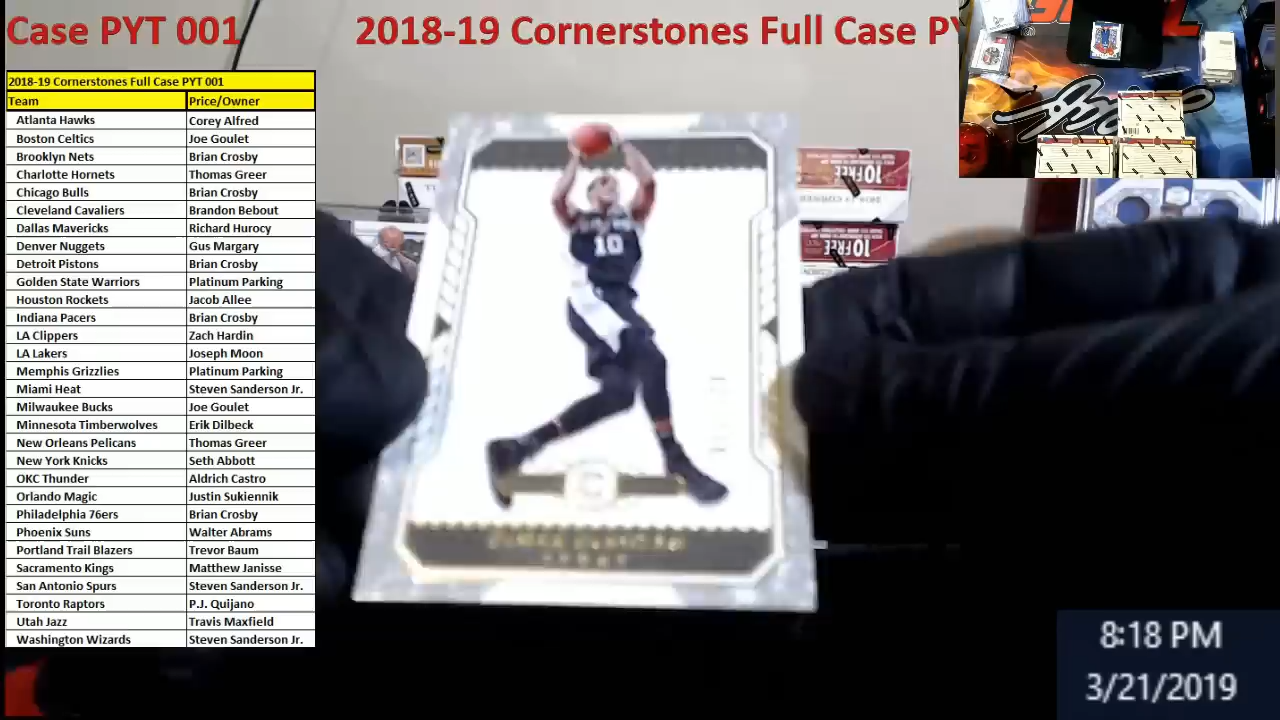 Case PYT 001
2018-19 Cornerstones Full Case PY
2018-19 Cornerstones Full Case PYT 001
Team Price/Owner
Atlanta Hawks Corey Alfred
Boston Celtics Joe Goulet
Brooklyn Nets Brian Crosby
Charlotte Hornets Thomas Greer
Chicago Bulls Brian Crosby
Cleveland Cavaliers Brandon Bebout
Dallas Mavericks Richard Hurocy
Denver Nuggets Gus Margary
Detroit Pistons Brian Crosby
Golden State Warriors Platinum Parking
Houston Rockets Jacob Allee
Indiana Pacers Brian Crosby
LA Clippers Zach Hardin
LA Lakers Joseph Moon
Memphis Grizzlies Platinum Parking
Miami Heat Steven Sanderson Jr.
Milwaukee Bucks Joe Goulet
Minnesota Timberwolves Erik Dilbeck
New Orleans Pelicans Thomas Greer
New York Knicks Seth Abbott
OKC Thunder Aldrich Castro
Orlando Magic Justin Sukiennik
Philadelphia 76ers Brian Crosby
Phoenix Suns Walter Abrams
Portland Trail Blazers Trevor Baum
Sacramento Kings Matthew Janisse
San Antonio Spurs Steven Sanderson Jr.
Toronto Raptors P.J. Quijano
Utah Jazz Travis Maxfield
Washington Wizards Steven Sanderson Jr.
10
10 FREE
10 FREE
8:18 PM
3/21/2019